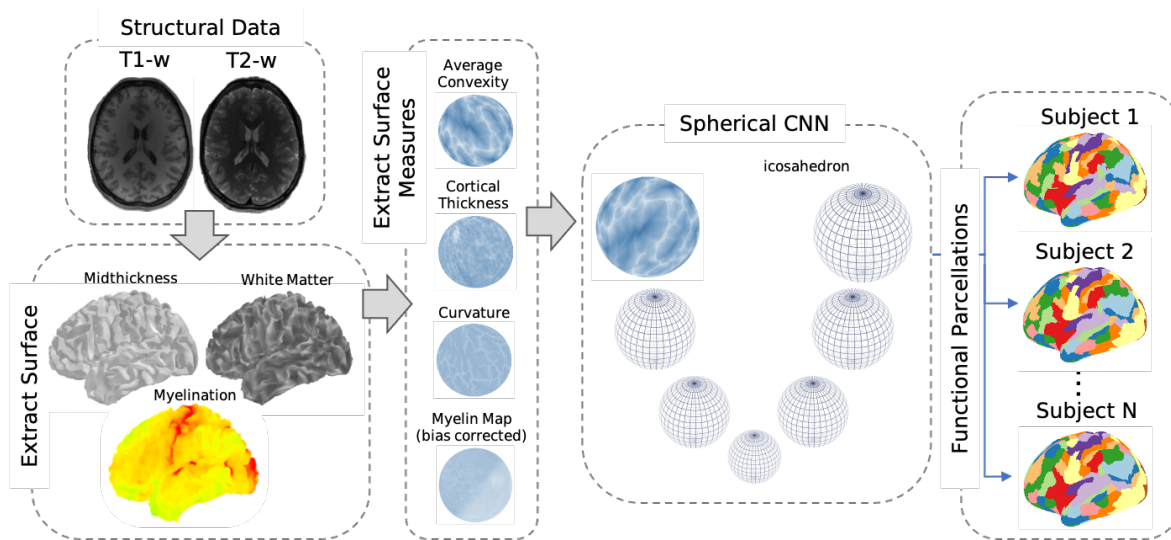 Structural Data
T1-w
T2-w
Extract Surface
Midthickness
White Matter
Myelination
Extract Surface
Measures
Average
Convexity
Cortical
Thickness
Curvature
Myelin Map
(bias corrected)
Spherical CNN
icosahedron
Functional Parcellations
Subject 1
Subject 2
Subject N